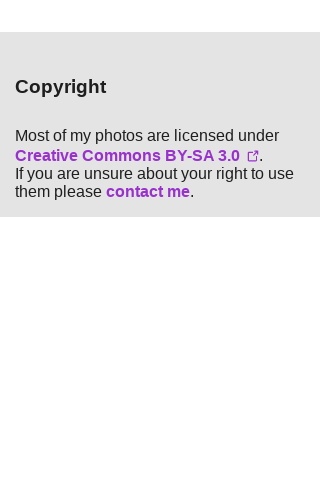 Copyright
Most of my photos are licensed under
Creative Commons BY-SA 3.0 .
If you are unsure about your right to use
them please contact me.